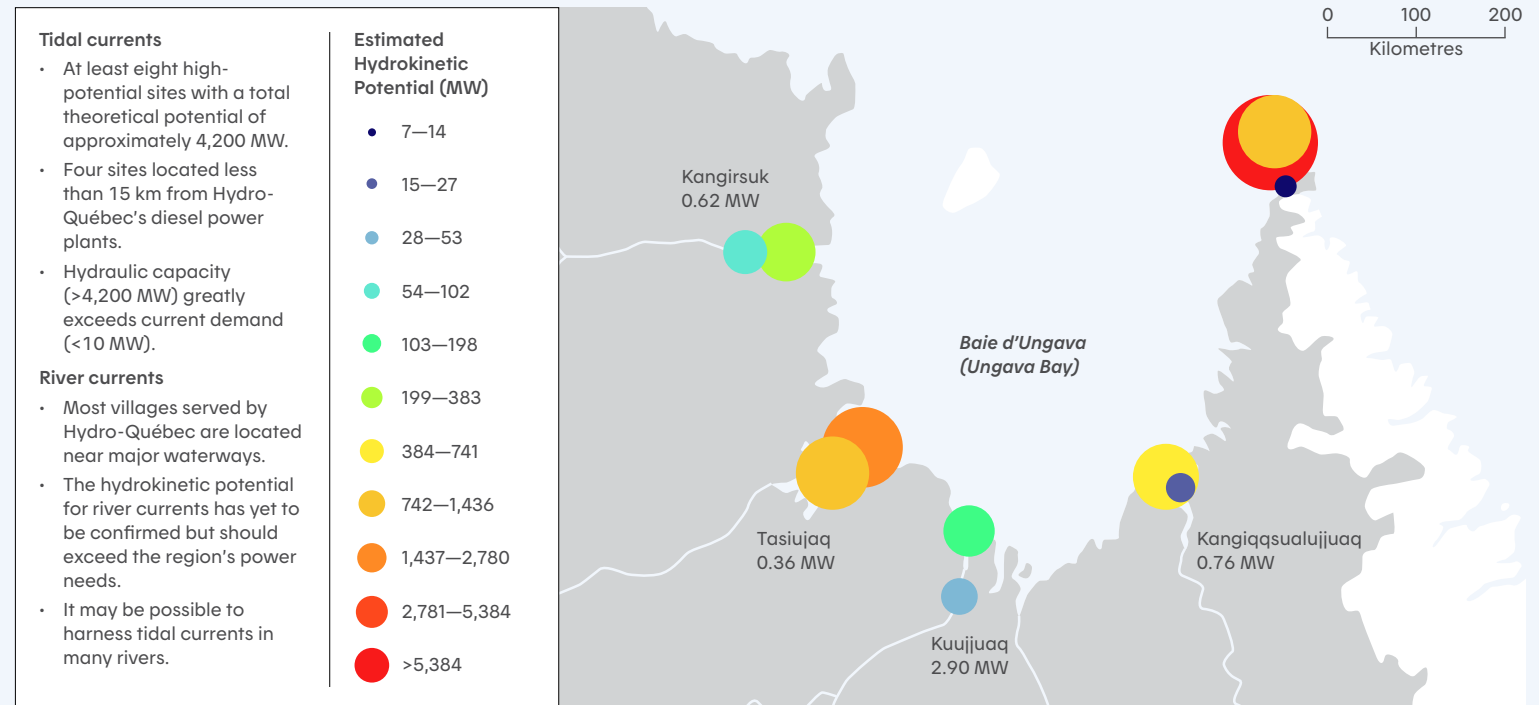 Tidal currents
• At least eight high-
potential sites with a total
theoretical potential of
approximately 4,200 MW.
• Four sites located less
than 15 km from Hydro-
Québec's diesel power
plants.
• Hydraulic capacity
(>4,200 MW) greatly
exceeds current demand
(<10 MW).
River currents
• Most villages served by
Hydro-Québec are located
near major waterways.
• The hydrokinetic potential
for river currents has yet to
be confirmed but should
exceed the region's power
needs.
• It may be possible to
harness tidal currents in
many rivers.
Estimated
Hydrokinetic
Potential (MW)
7—14
15—27
28—53
54—102
103—198
199—383
384—741
742—1,436
1,437—2,780
2,781—5,384
>5,384
0 100 200
Kilometres
Kangirsuk
0.62 MW
Baie d'Ungava
(Ungava Bay)
Tasiujaq
0.36 MW
Kangiqqsualujjuaq
0.76 MW
Kuujjuaq
2.90 MW